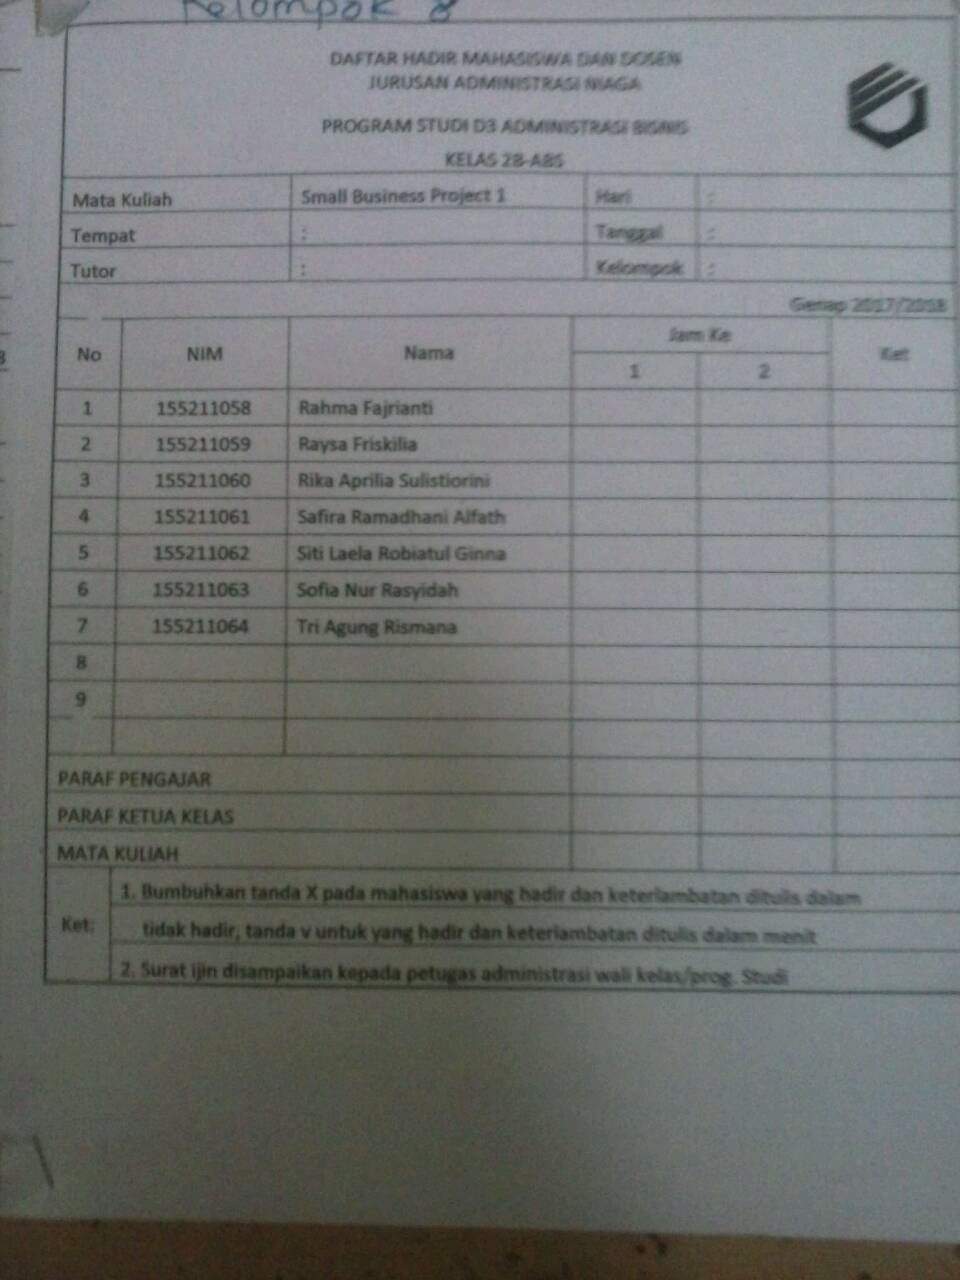 Kelompok 8
DAFTAR HADIR MAHASISWA DAN DOSEN
JURUSAN ADMINISTRASI NIAGA
PROGRAM STUDI D3 ADMINISTRASI BISNIS
KELAS 2B-ABS
Mata Kuliah Small Business Project 1 Hari :
Tempat : Tanggal :
Tutor : Kelompok :
Genap 2017/2018
No NIM Nama Jam Ke Ket
1 2
1 155211058 Rahma Fajrianti
2 155211059 Raysa Friskilia
3 155211060 Rika Aprilia Sulistiorini
4 155211061 Safira Ramadhani Alfath
5 155211062 Siti Laela Robiatul Ginna
6 155211063 Sofia Nur Rasyidah
7 155211064 Tri Agung Rismana
8
9
PARAF PENGAJAR
PARAF KETUA KELAS
MATA KULIAH
Ket: 1. Bumbuhkan tanda X pada mahasiswa yang hadir dan keterlambatan ditulis dalam
tidak hadir, tanda v untuk yang hadir dan keterlambatan ditulis dalam menit
2. Surat ijin disampaikan kepada petugas administrasi wali kelas/prog. Studi